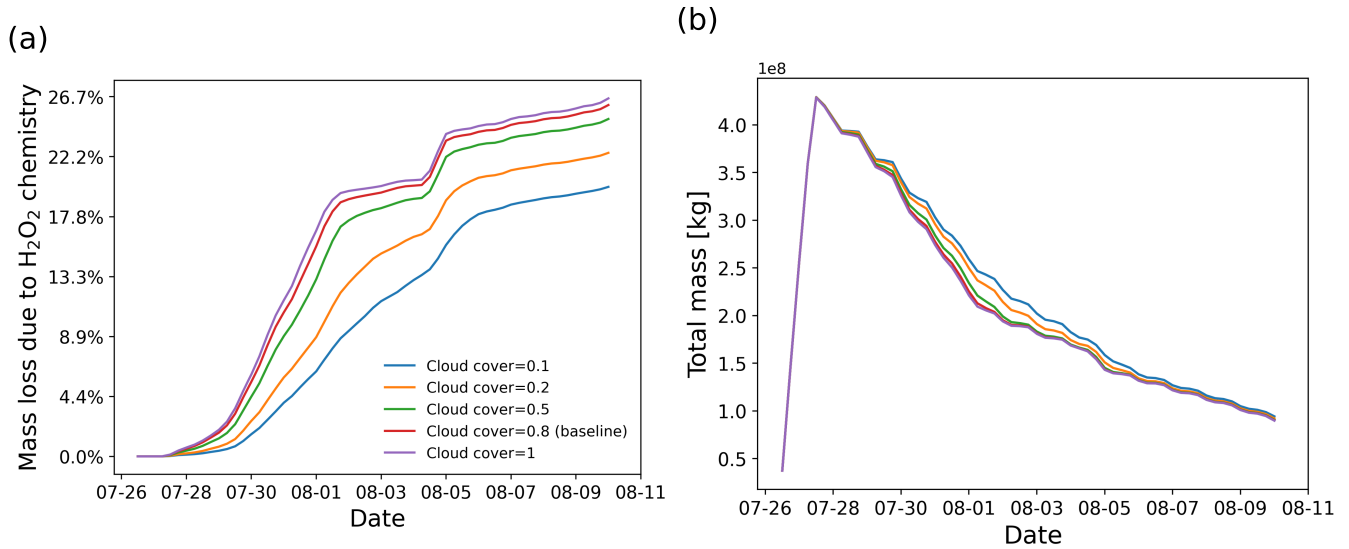 (a)
Mass loss due to H₂O₂ chemistry
26.7%
22.2%
17.8%
13.3%
8.9%
4.4%
0.0%
Cloud cover=0.1
Cloud cover=0.2
Cloud cover=0.5
Cloud cover=0.8 (baseline)
Cloud cover=1
07-26 07-28 07-30 08-01 08-03 08-05 08-07 08-09 08-11
Date
(b)
1e8
Total mass [kg]
4.0
3.5
3.0
2.5
2.0
1.5
1.0
0.5
07-26 07-28 07-30 08-01 08-03 08-05 08-07 08-09 08-11
Date